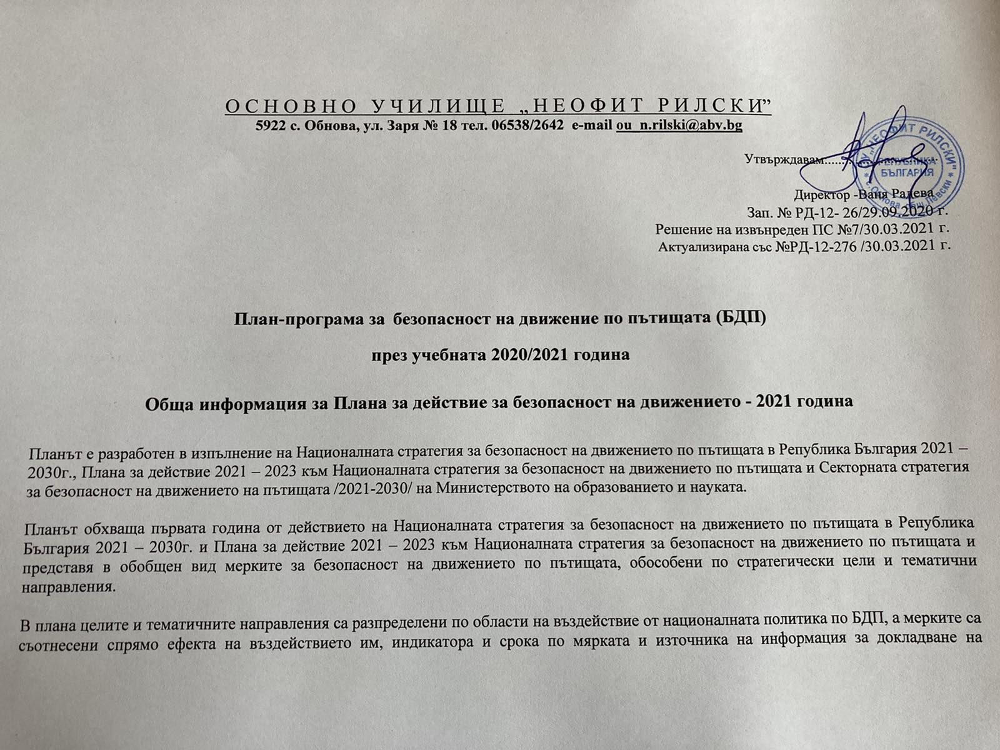 ОСНОВНО УЧИЛИЩЕ „НЕОФИТ РИЛСКИ”
5922 с. Обнова, ул. Заря № 18 тел. 06538/2642 e-mail ou_n.rilski@abv.bg
Утвърждавам:..............................
ОУ „НЕОФИТ РИЛСКИ"
РЕПУБЛИКА
БЪЛГАРИЯ
* с. Обнова, общ. Левски *
Директор -Ваня Радева
Зап. № РД-12- 26/29.09.2020 г.
Решение на извънреден ПС №7/30.03.2021 г.
Актуализирана със №РД-12-276 /30.03.2021 г.
План-програма за безопасност на движение по пътищата (БДП)
през учебната 2020/2021 година
Обща информация за Плана за действие за безопасност на движението - 2021 година
Планът е разработен в изпълнение на Националната стратегия за безопасност на движението по пътищата в Република България 2021 –
2030г., Плана за действие 2021 – 2023 към Националната стратегия за безопасност на движението по пътищата и Секторната стратегия
за безопасност на движението на пътищата /2021-2030/ на Министерството на образованието и науката.
Планът обхваща първата година от действието на Националната стратегия за безопасност на движението по пътищата в Република
България 2021 – 2030г. и Плана за действие 2021 – 2023 към Националната стратегия за безопасност на движението по пътищата и
представя в обобщен вид мерките за безопасност на движението по пътищата, обособени по стратегически цели и тематични
направления.
В плана целите и тематичните направления са разпределени по области на въздействие от националната политика по БДП, а мерките са
съотнесени спрямо ефекта на въздействието им, индикатора и срока по мярката и източника на информация за докладване на